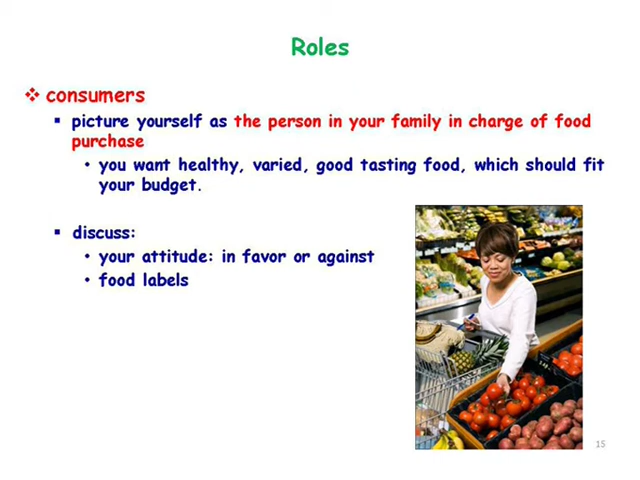 Roles
consumers
picture yourself as the person in your family in charge of food
purchase
you want healthy, varied, good tasting food, which should fit
your budget.
discuss:
your attitude: in favor or against
food labels
15